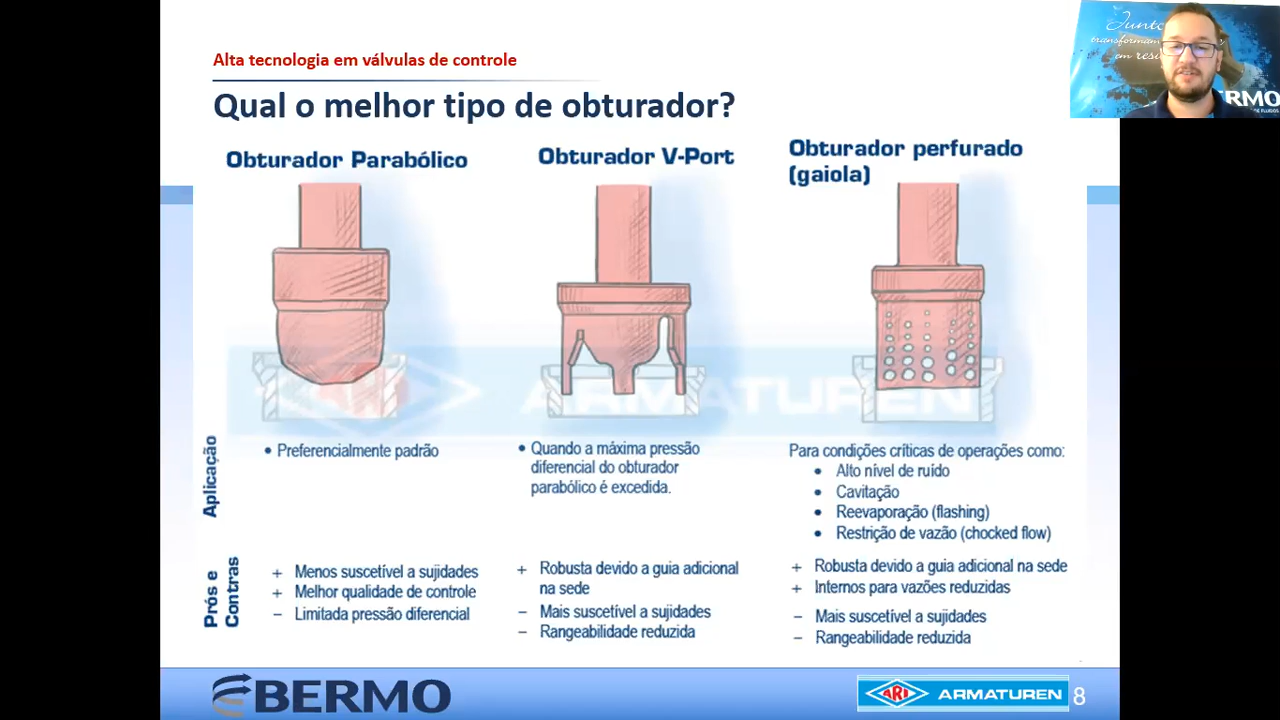 Alta tecnologia em válvulas de controle
Qual o melhor tipo de obturador?
Obturador Parabólico
Obturador V-Port
Obturador perfurado
(gaiola)
ARI ARMATUREN
Aplicação
• Preferencialmente padrão
• Quando a máxima pressão
diferencial do obturador
parabólico é excedida.
Para condições críticas de operações como:
• Alto nível de ruído
• Cavitação
• Reevaporação (flashing)
• Restrição de vazão (chocked flow)
Prós e
Contras
+ Menos suscetível a sujidades
+ Melhor qualidade de controle
− Limitada pressão diferencial
+ Robusta devido a guia adicional
na sede
− Mais suscetível a sujidades
− Rangeabilidade reduzida
+ Robusta devido a guia adicional na sede
+ Internos para vazões reduzidas
− Mais suscetível a sujidades
− Rangeabilidade reduzida
BERMO
ARI ARMATUREN
8